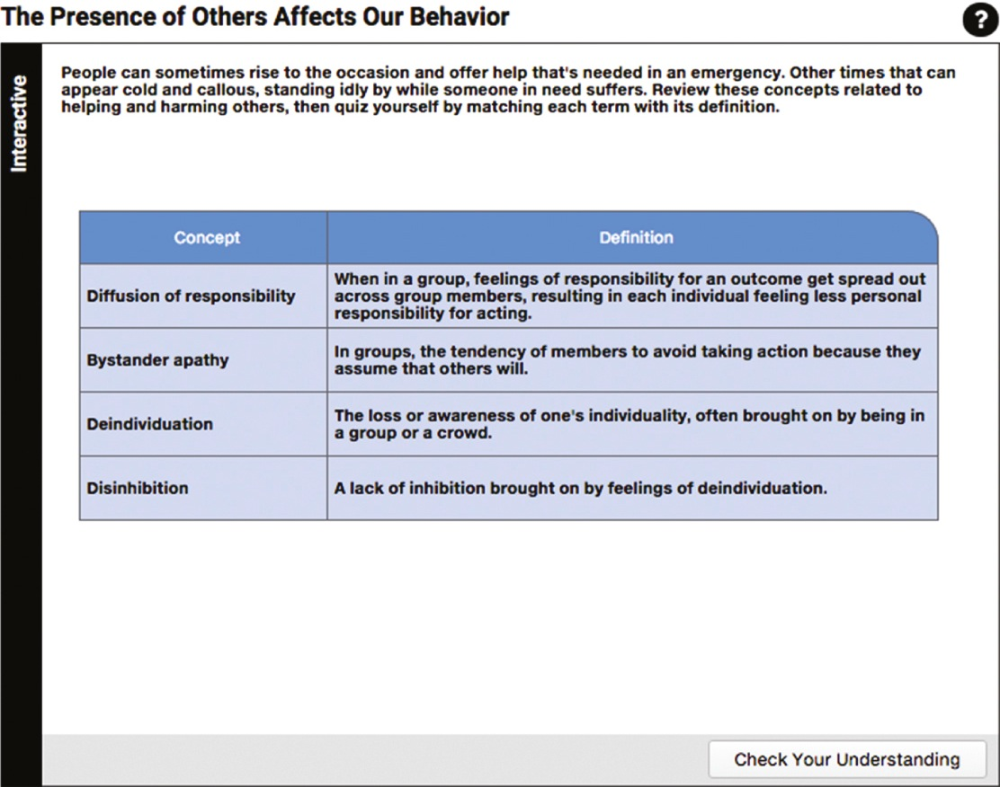 The Presence of Others Affects Our Behavior
?
Interactive
People can sometimes rise to the occasion and offer help that's needed in an emergency. Other times that can
appear cold and callous, standing idly by while someone in need suffers. Review these concepts related to
helping and harming others, then quiz yourself by matching each term with its definition.
Concept
Definition
Diffusion of responsibility
When in a group, feelings of responsibility for an outcome get spread out
across group members, resulting in each individual feeling less personal
responsibility for acting.
Bystander apathy
In groups, the tendency of members to avoid taking action because they
assume that others will.
Deindividuation
The loss or awareness of one's individuality, often brought on by being in
a group or a crowd.
Disinhibition
A lack of inhibition brought on by feelings of deindividuation.
Check Your Understanding